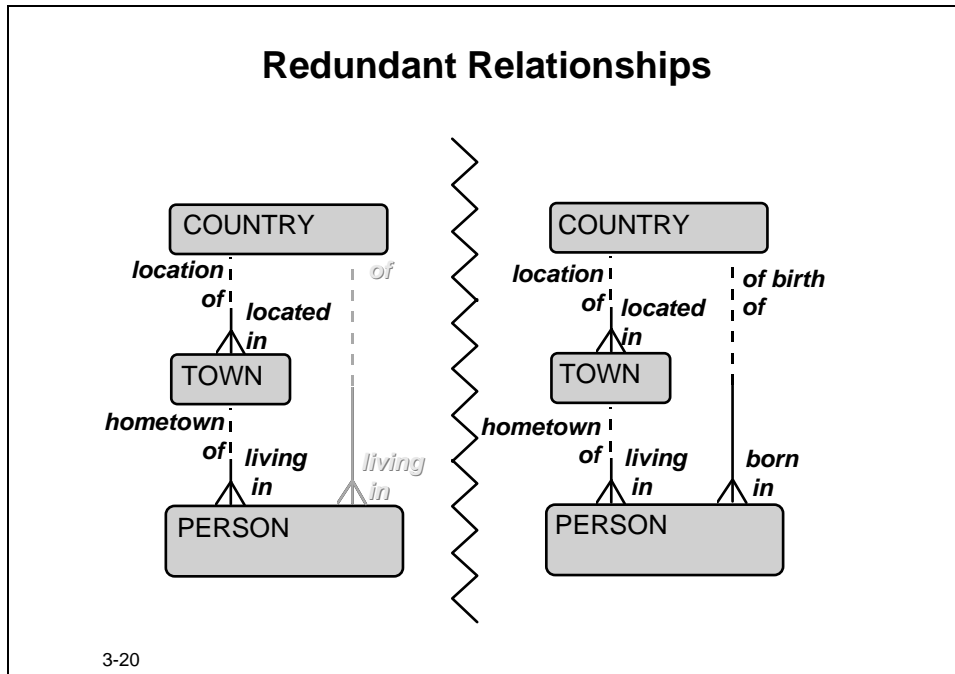 Redundant Relationships
COUNTRY
location
of
of
located
in
TOWN
hometown
of
living
in
living
in
PERSON
COUNTRY
location
of
of birth
of
located
in
TOWN
hometown
of
living
in
born
in
PERSON
3-20